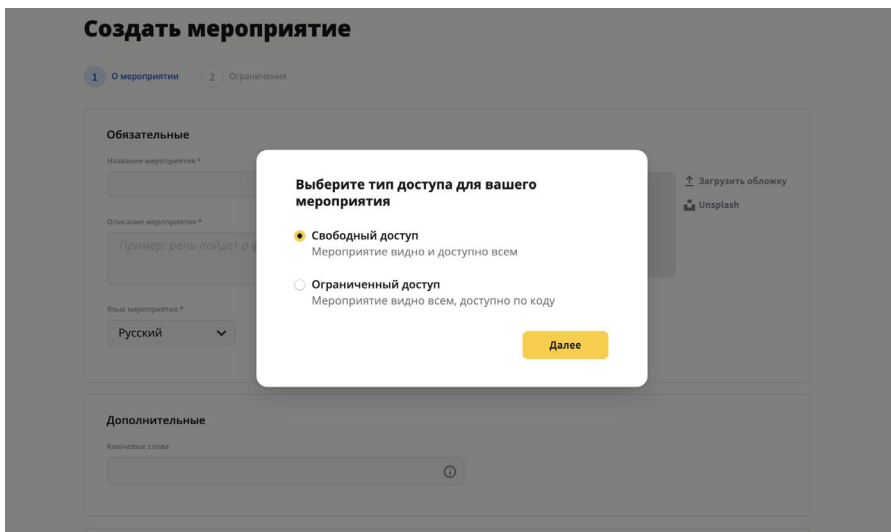 Создать мероприятие
1 О мероприятии 2 Ограничения
Обязательные
Название мероприятия *
Загрузить обложку
Unsplash
Описание мероприятия *
Пример: речь пойдет о
Язык мероприятия *
Русский
Выберите тип доступа для вашего
мероприятия
Свободный доступ
Мероприятие видно и доступно всем
Ограниченный доступ
Мероприятие видно всем, доступно по коду
Далее
Дополнительные
Ключевые слова